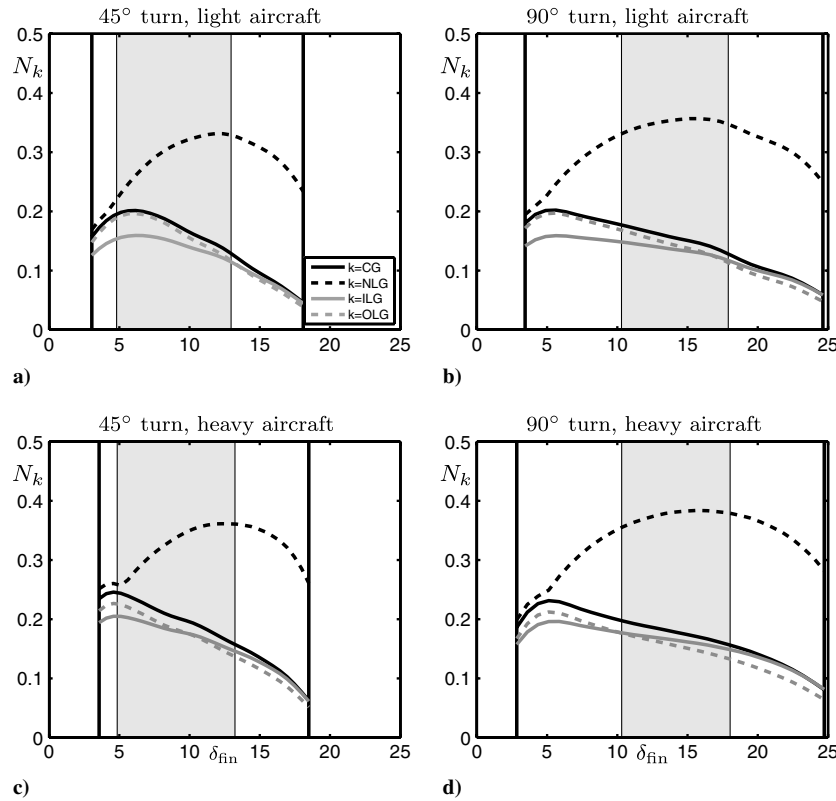 45° turn, light aircraft
90° turn, light aircraft
0.5
N_k
0.4
0.3
0.2
0.1
0
k=CG
k=NLG
k=ILG
k=OLG
0 5 10 15 20 25
a)
0.5
N_k
0.4
0.3
0.2
0.1
0
0 5 10 15 20 25
b)
45° turn, heavy aircraft
90° turn, heavy aircraft
0.5
N_k
0.4
0.3
0.2
0.1
0
0 5 10 15 20 25
δ_fin
c)
0.5
N_k
0.4
0.3
0.2
0.1
0
0 5 10 15 20 25
δ_fin
d)